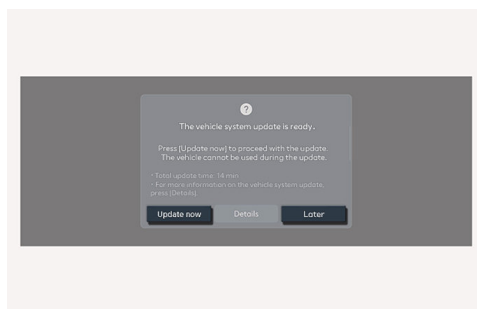 ?
The vehicle system update is ready.
Press [Update now] to proceed with the update.
The vehicle cannot be used during the update.
• Total update time: 14 min
• For more information on the vehicle system update,
press [Details].
Update now
Details
Later